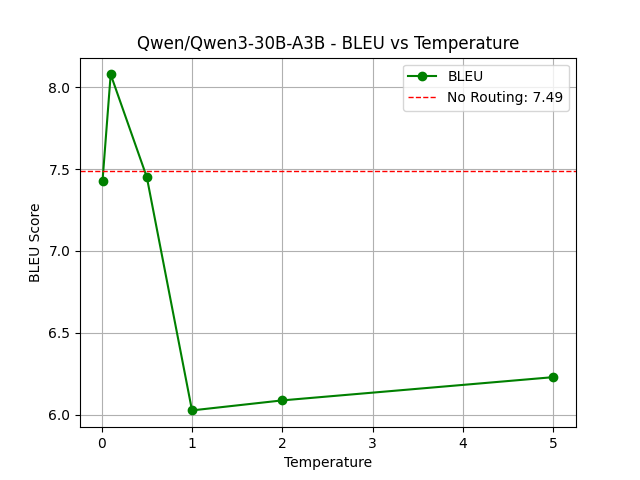 Qwen/Qwen3-30B-A3B - BLEU vs Temperature
BLEU
No Routing: 7.49
BLEU Score
8.0
7.5
7.0
6.5
6.0
0 1 2 3 4 5
Temperature